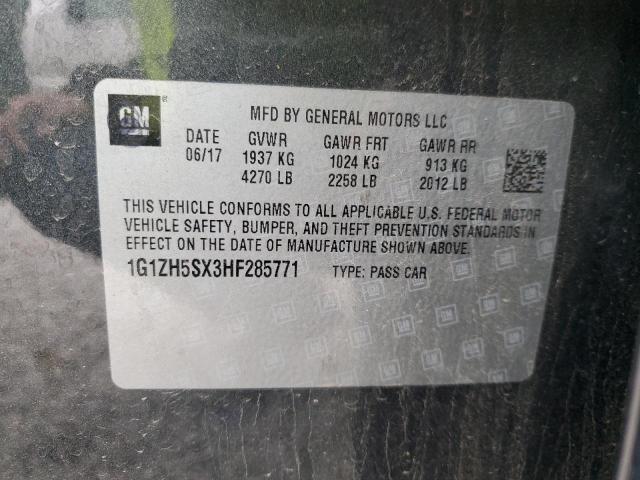 GM ®
MFD BY GENERAL MOTORS LLC
DATE GVWR GAWR FRT GAWR RR
06/17 1937 KG 1024 KG 913 KG
4270 LB 2258 LB 2012 LB
THIS VEHICLE CONFORMS TO ALL APPLICABLE U.S. FEDERAL MOTOR
VEHICLE SAFETY, BUMPER, AND THEFT PREVENTION STANDARDS IN
EFFECT ON THE DATE OF MANUFACTURE SHOWN ABOVE.
1G1ZH5SX3HF285771 TYPE: PASS CAR